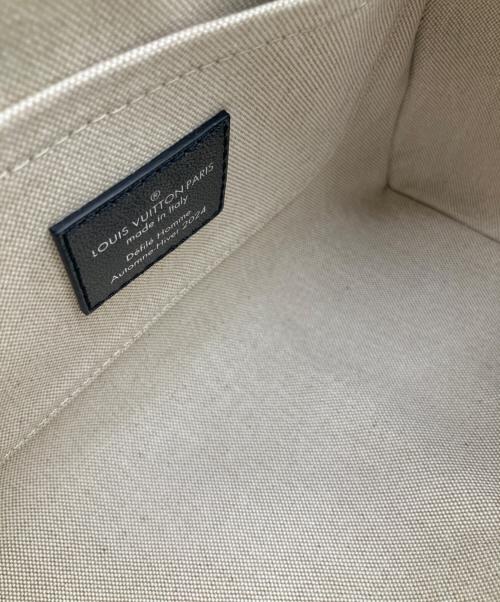 ®
LOUIS VUITTON PARIS
made in Italy
Défilé Homme
Automne-Hiver 2024